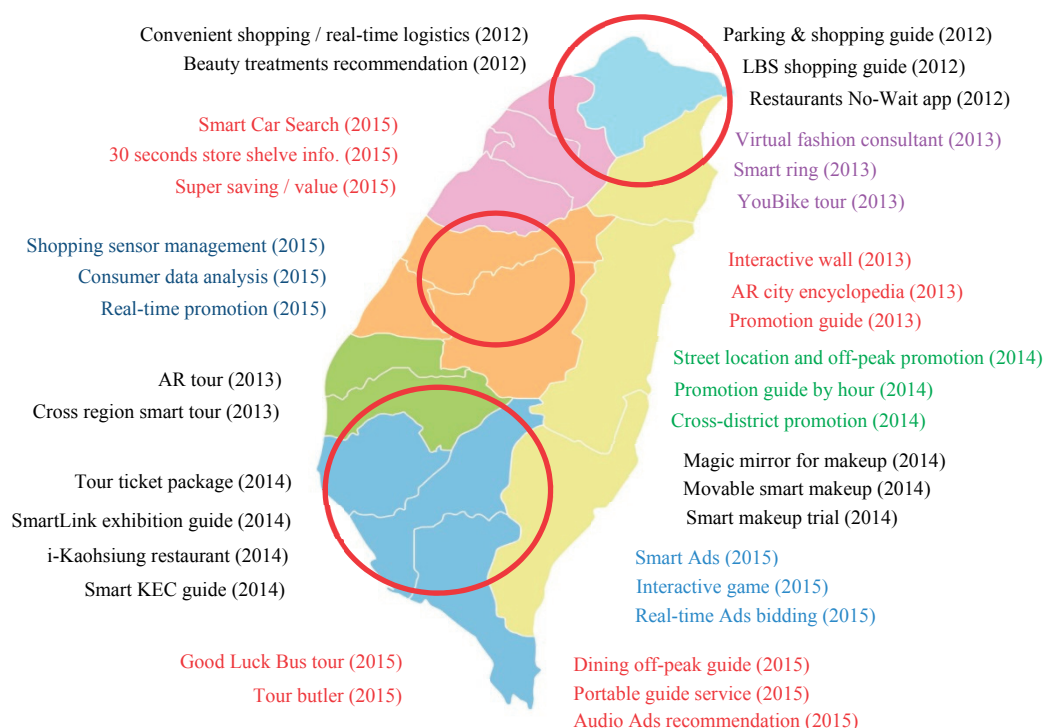 Convenient shopping / real-time logistics (2012)
Beauty treatments recommendation (2012)
Smart Car Search (2015)
30 seconds store shelve info. (2015)
Super saving / value (2015)
Shopping sensor management (2015)
Consumer data analysis (2015)
Real-time promotion (2015)
AR tour (2013)
Cross region smart tour (2013)
Tour ticket package (2014)
SmartLink exhibition guide (2014)
i-Kaohsiung restaurant (2014)
Smart KEC guide (2014)
Good Luck Bus tour (2015)
Tour butler (2015)
Parking & shopping guide (2012)
LBS shopping guide (2012)
Restaurants No-Wait app (2012)
Virtual fashion consultant (2013)
Smart ring (2013)
YouBike tour (2013)
Interactive wall (2013)
AR city encyclopedia (2013)
Promotion guide (2013)
Street location and off-peak promotion (2014)
Promotion guide by hour (2014)
Cross-district promotion (2014)
Magic mirror for makeup (2014)
Movable smart makeup (2014)
Smart makeup trial (2014)
Smart Ads (2015)
Interactive game (2015)
Real-time Ads bidding (2015)
Dining off-peak guide (2015)
Portable guide service (2015)
Audio Ads recommendation (2015)